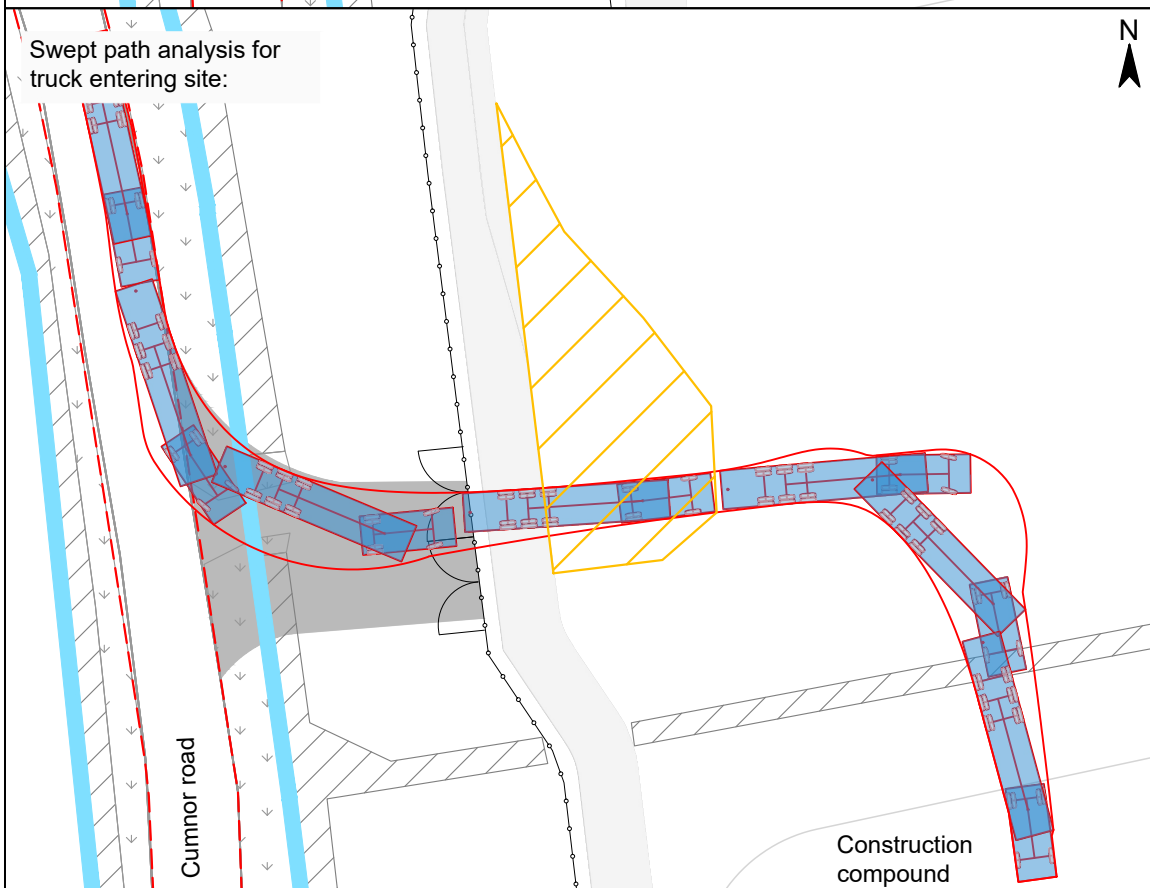 Swept path analysis for
truck entering site:
N
Cumnor road
Construction
compound